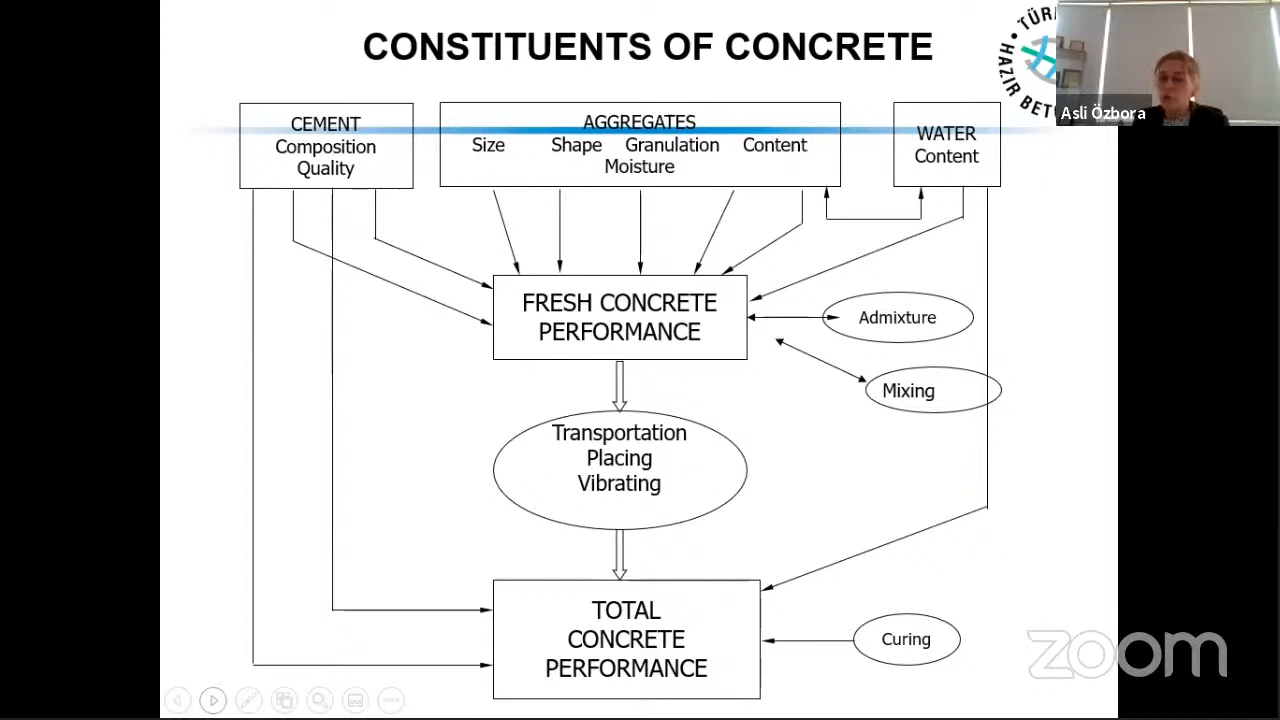 CONSTITUENTS OF CONCRETE
HAZIR
Asli Özbora
CEMENT
Composition
Quality
AGGREGATES
Size Shape Granulation Content
Moisture
WATER
Content
FRESH CONCRETE
PERFORMANCE
Admixture
Mixing
Transportation
Placing
Vibrating
TOTAL
CONCRETE
PERFORMANCE
Curing
zoom